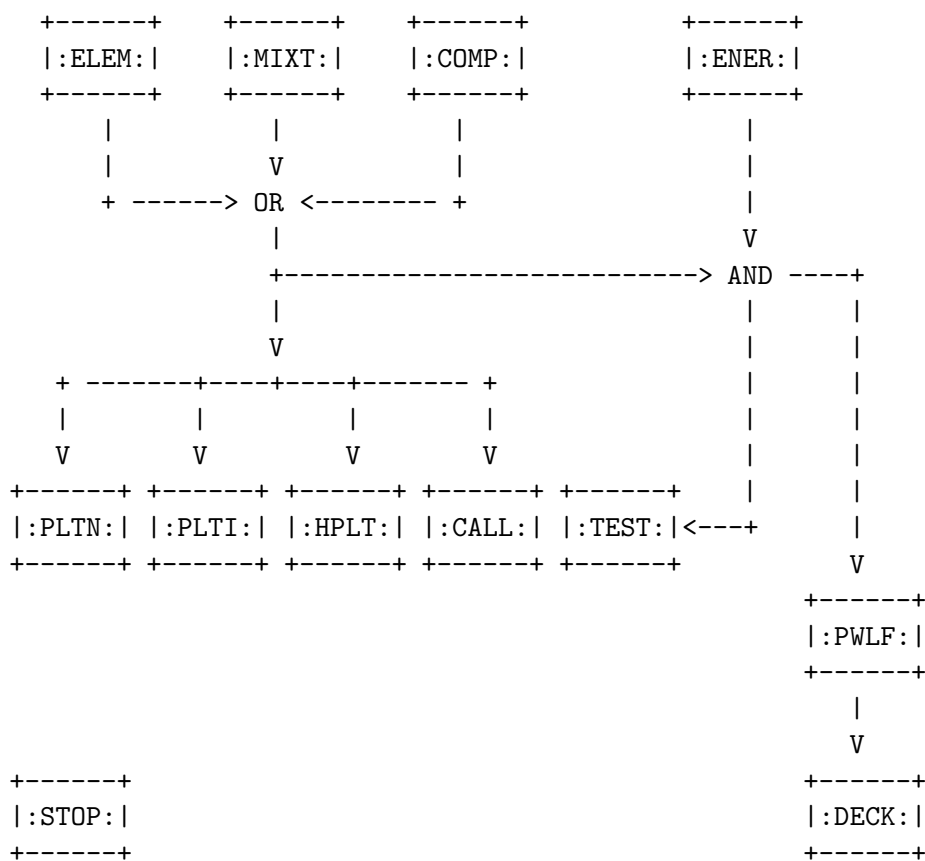 :ELEM: :MIXT: :COMP: :ENER:
OR
AND
:PLTN: :PLTI: :HPLT: :CALL: :TEST:
:PWLF:
:STOP: :DECK: